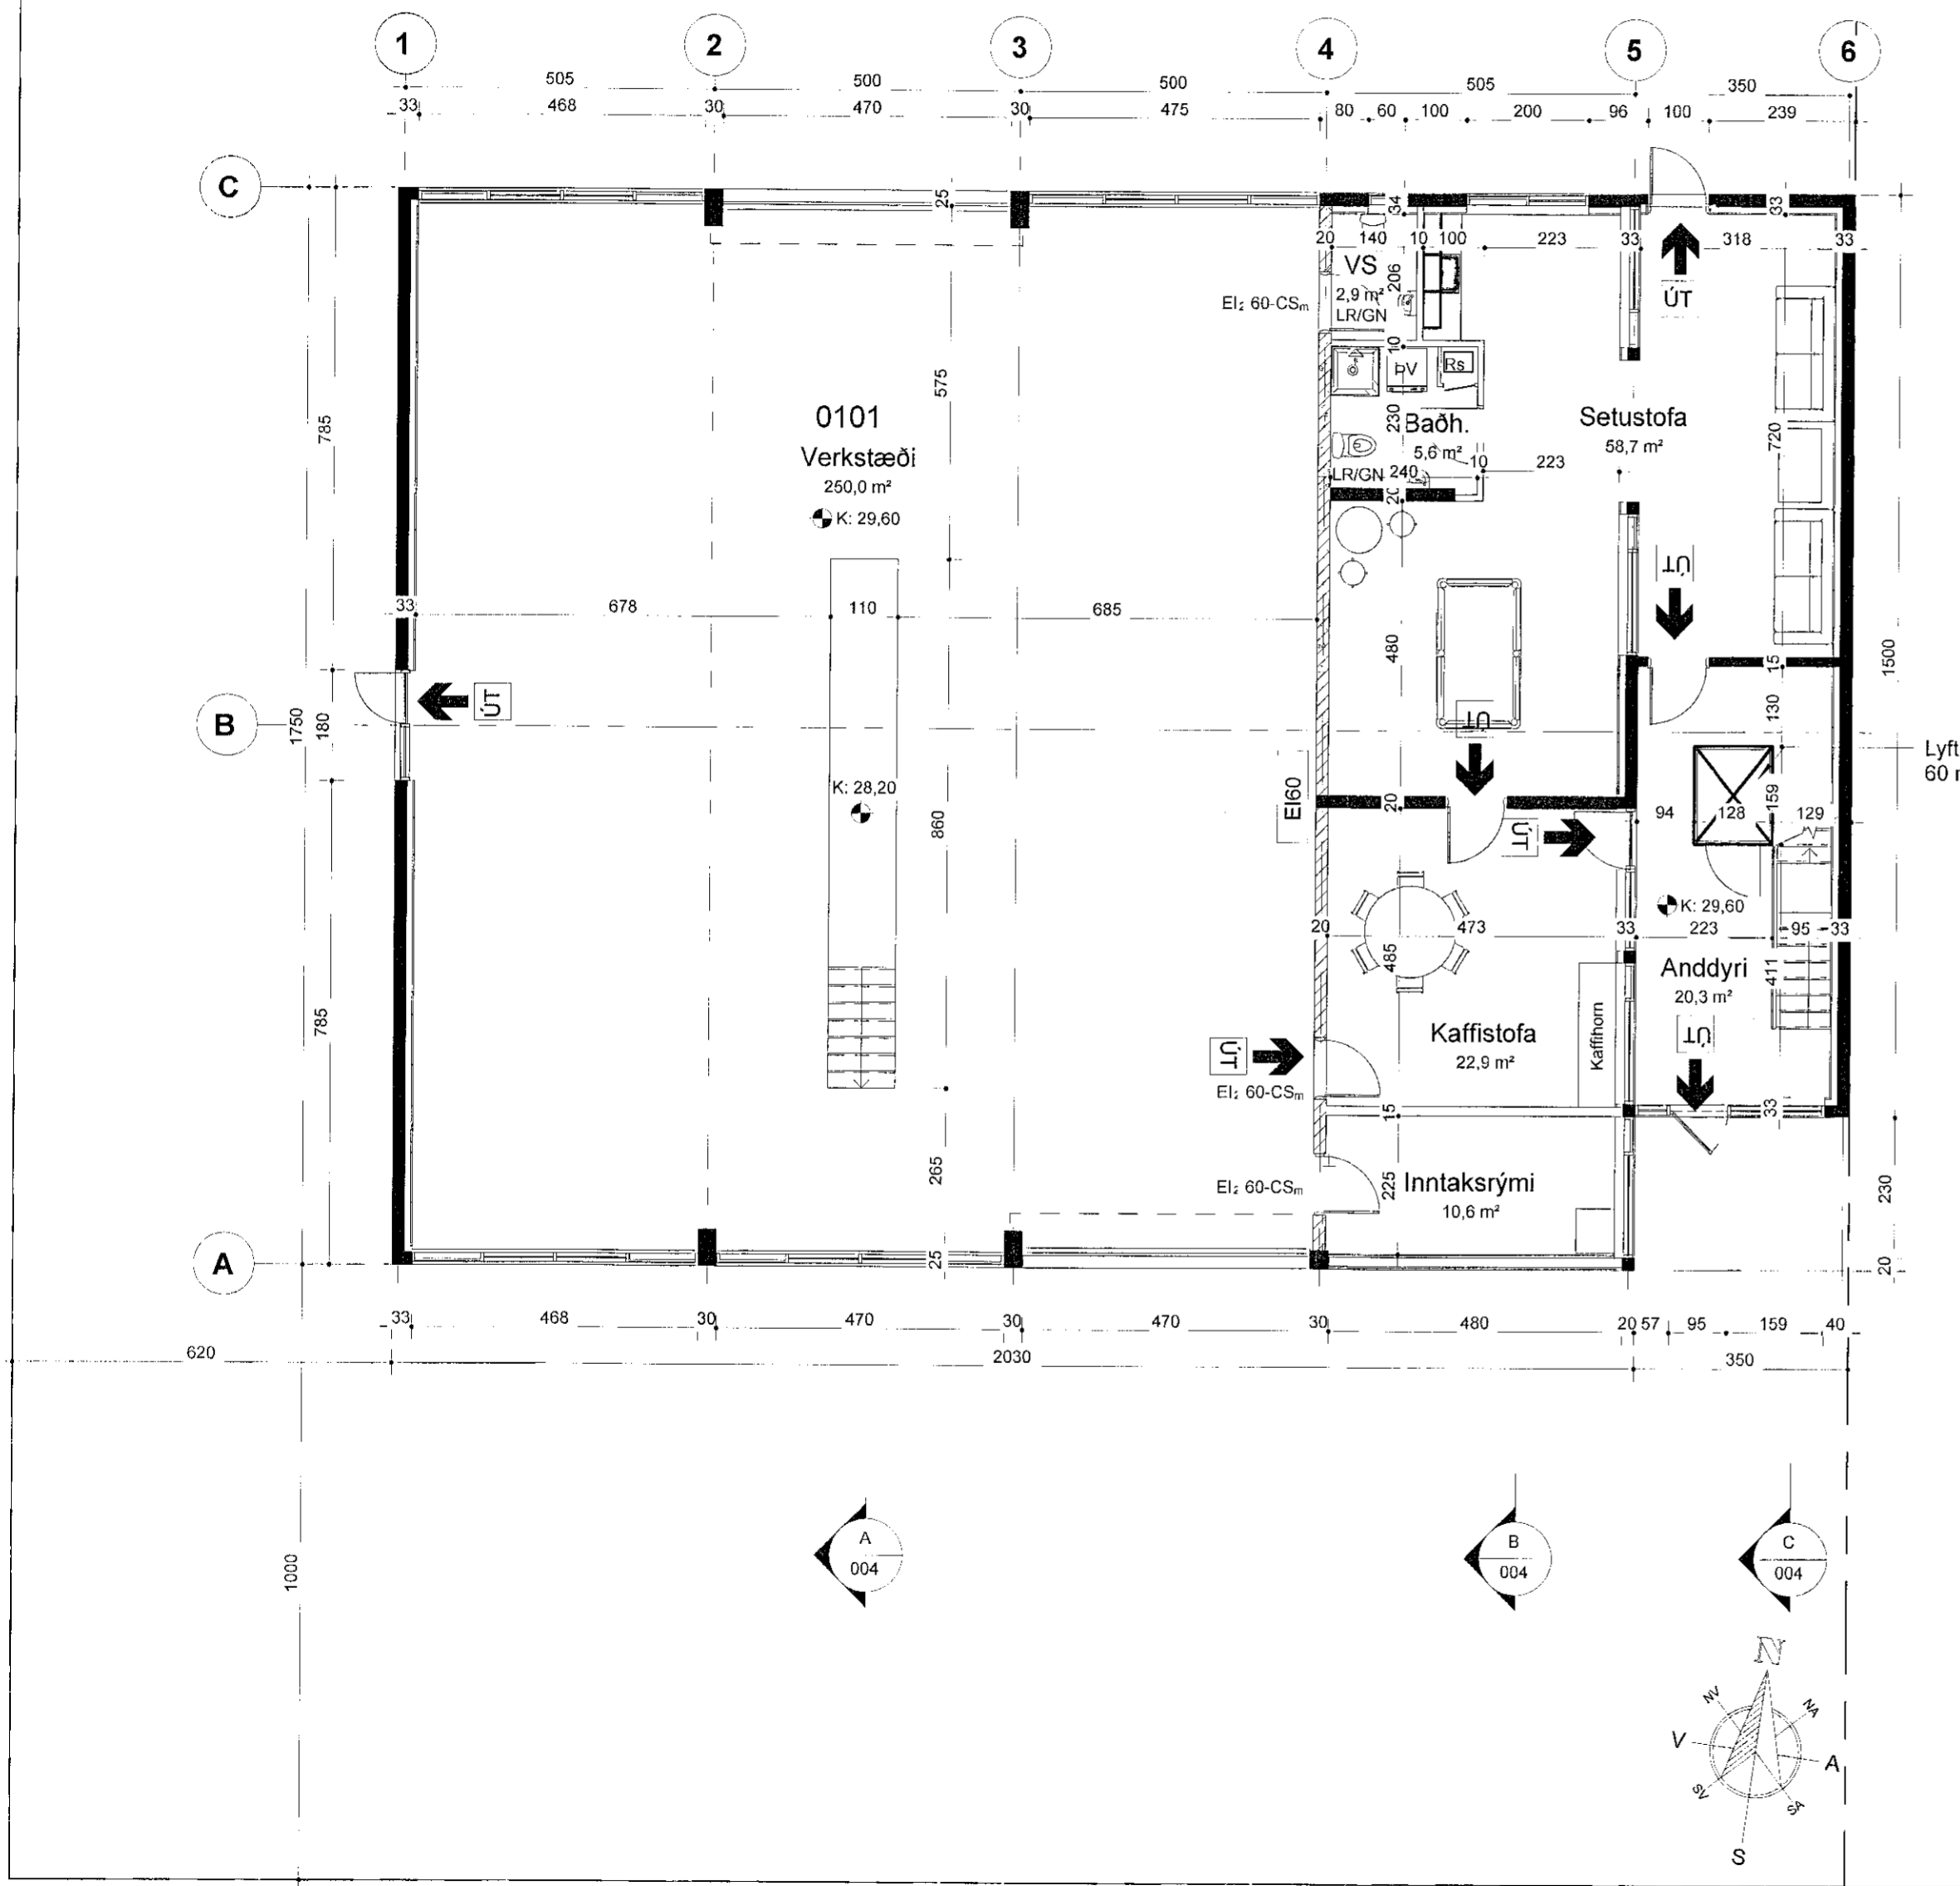 1 2 3 4 5 6
505 500 500 505 350
33 468 30 470 30 475 80 60 100 200 96 100 239
C
25 34 33
20 140 10 100 223 33 318 33
VS
2,9 m²
LR/GN
206
EI₂ 60-CSₘ
ÚT
10
ÞV
Rs
575
785
0101
Verkstæði
250,0 m²
K: 29,60
230
Baðh.
5,6 m²
LR/GN 240
10 223
20
Setustofa
58,7 m²
720
ÚT
33 678 110 685
480
1500
15
130
ÚT
B
1750
180
ÚT
Lyft
60
K: 28,20
860
EI60
20
ÚT
94 128 159 129
K: 29,60
20 473 33 223 95 33
485
411
Anddyri
20,3 m²
785
Kaffistofa
22,9 m²
Kaffihorn
ÚT
ÚT
EI₂ 60-CSₘ
15
33
265
EI₂ 60-CSₘ
225
Inntaksrými
10,6 m²
230
A
25
20
33 468 30 470 30 470 30 480 20 57 95 159 40
620 2030 350
1000
A
004
B
004
C
004
N
NV NA
V A
SV SA
S